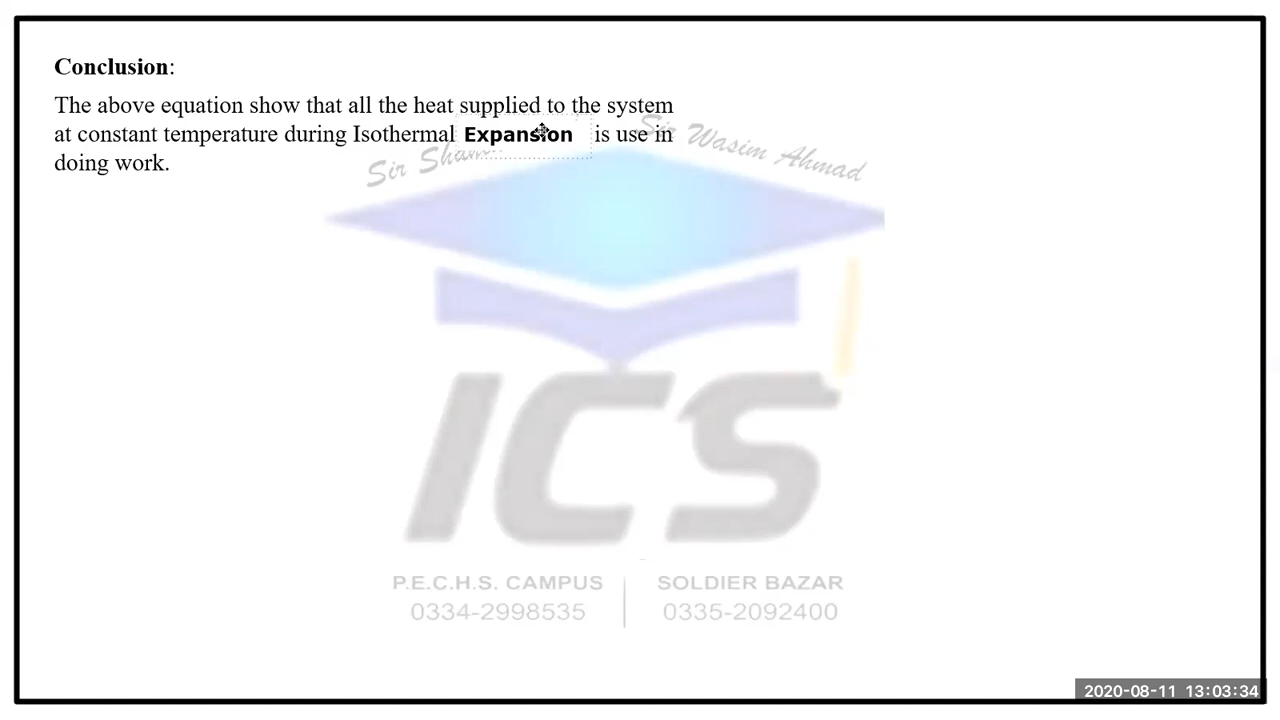 Conclusion:
The above equation show that all the heat supplied to the system
at constant temperature during Isothermal Expansion is use in
doing work.
Sir Wasim Ahmad
Sir
ICS
P.E.C.H.S. CAMPUS
0334-2998535
SOLDIER BAZAR
0335-2092400
2020-08-11 13:03:34